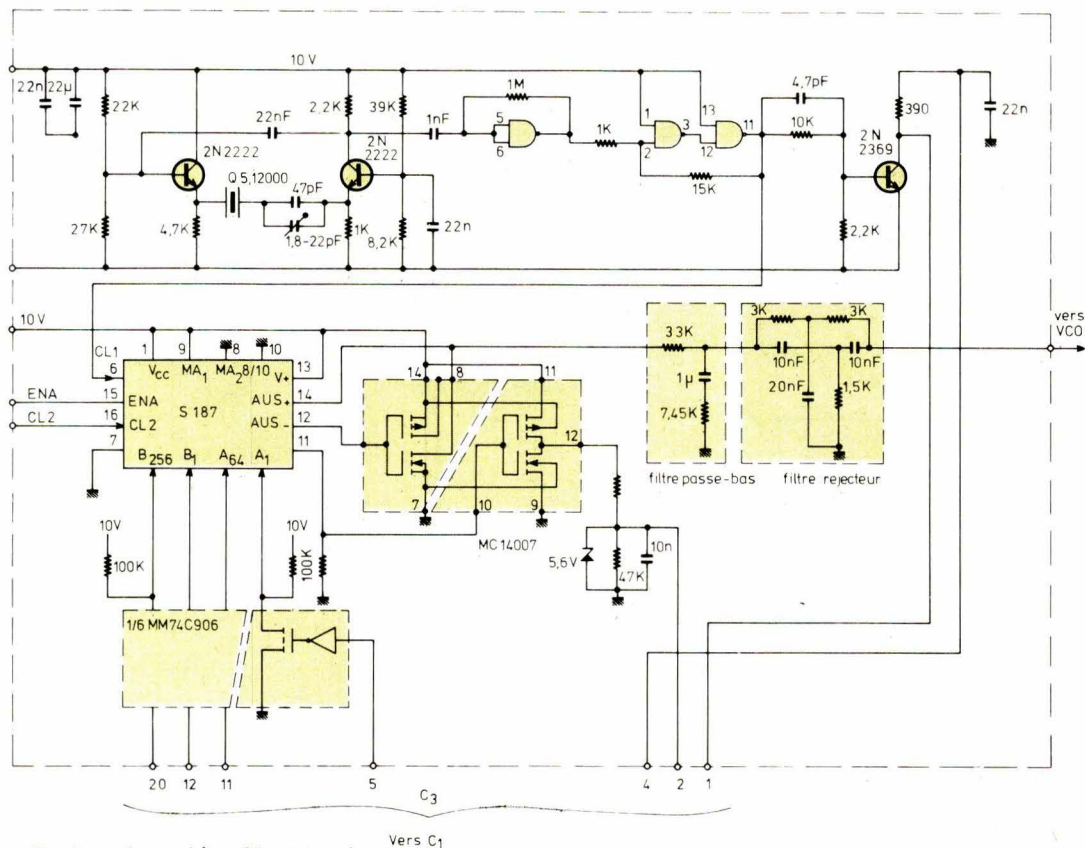 10 V
22n
22µ
22K
22nF
2,2K
39K
1nF
1M
5
6
1K
1
2
3
13
12
11
4,7pF
10K
390
22n
2N2222
2N
2222
2N
2369
Q 5,12000
47pF
15K
27K
4,7K
1,8-22pF
1K
8,2K
22n
2,2K
10V
CL1
6
1
9
8
10
13
VCC MA1 MA2 8/10 V+
ENA
15
ENA
S 187
AUS+
14
CL2
16
CL2
AUS-
12
7
11
B256 B1 A64 A1
14
8
11
12
7
10
9
MC 14007
33K
1µ
7,45K
filtre passe-bas
3K
3K
10nF
10nF
20nF
1,5K
filtre rejecteur
vers
VCO
10V
100K
10V
100K
5,6V
47K
10n
1/6 MM74C906
20
12
11
5
4
2
1
C3
Vers C1